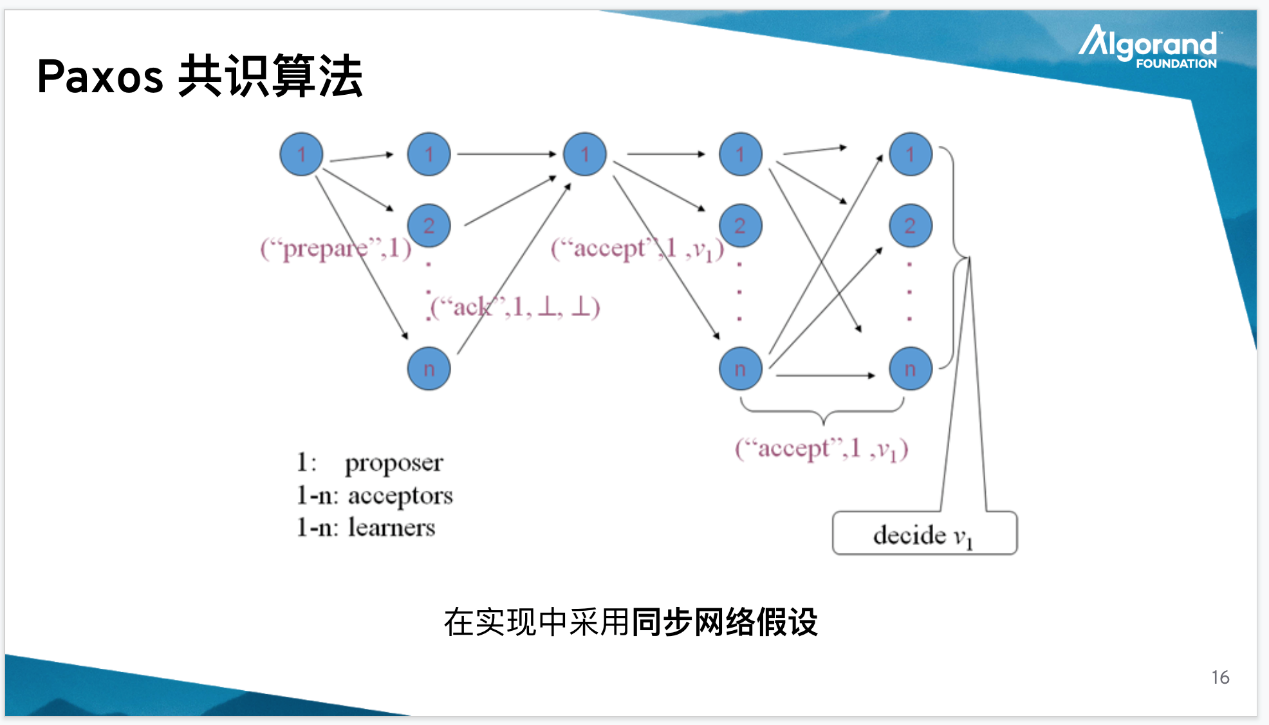 Paxos 共识算法
Algorand
FOUNDATION
1 1 1 1 1
2 2 2
("prepare",1) ("accept",1 ,v₁)
("ack",1, ⊥, ⊥)
n n n
("accept",1 ,v₁)
1: proposer
1-n: acceptors
1-n: learners
decide v₁
在实现中采用同步网络假设
16